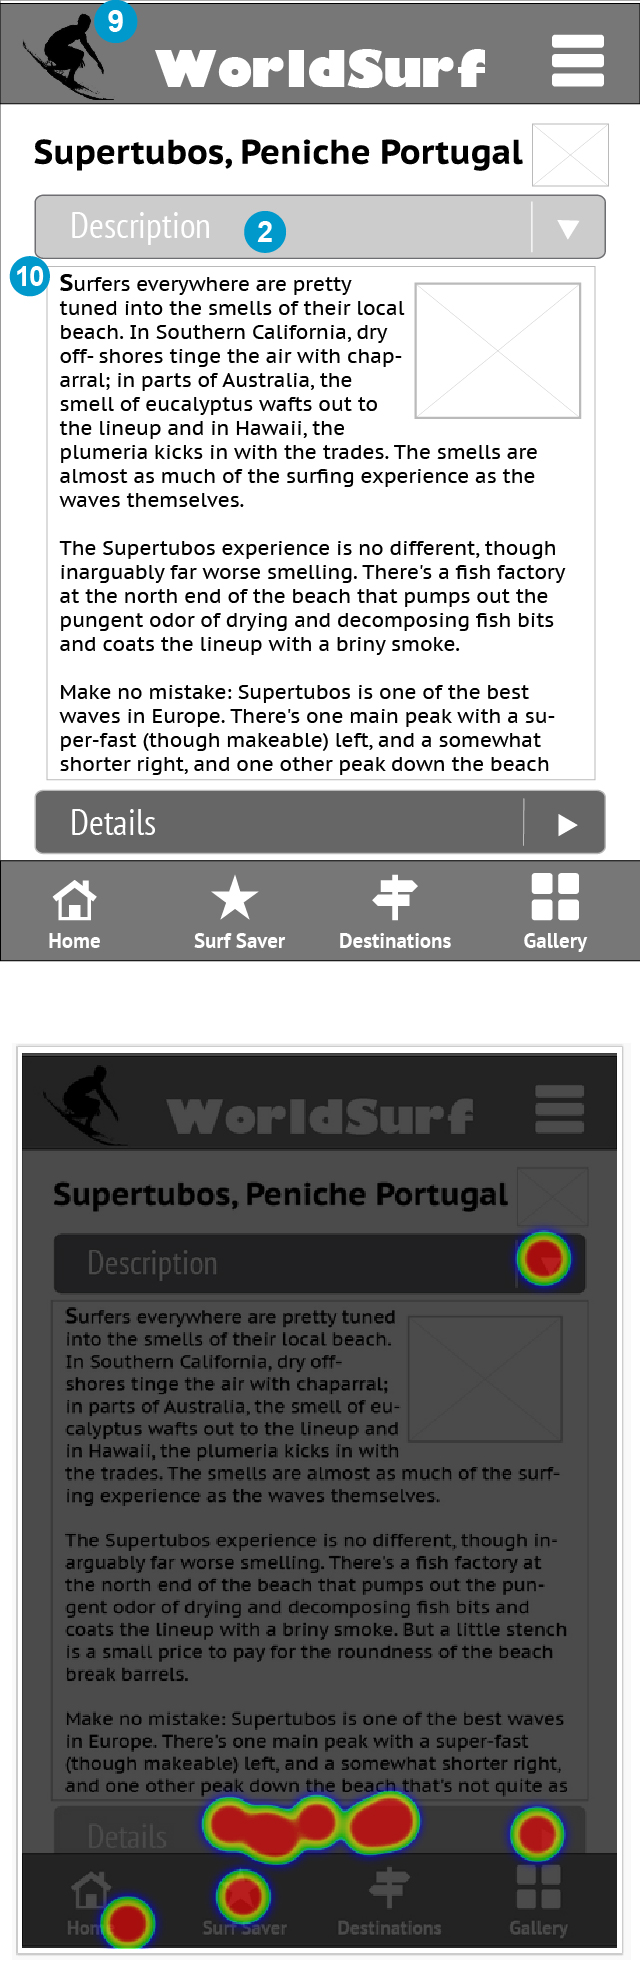 9
WorldSurf
Supertubos, Peniche Portugal
Description
2
10
Surfers everywhere are pretty
tuned into the smells of their local
beach. In Southern California, dry
off- shores tinge the air with chap-
arral; in parts of Australia, the
smell of eucalyptus wafts out to
the lineup and in Hawaii, the
plumeria kicks in with the trades. The smells are
almost as much of the surfing experience as the
waves themselves.
The Supertubos experience is no different, though
inarguably far worse smelling. There's a fish factory
at the north end of the beach that pumps out the
pungent odor of drying and decomposing fish bits
and coats the lineup with a briny smoke.
Make no mistake: Supertubos is one of the best
waves in Europe. There's one main peak with a su-
per-fast (though makeable) left, and a somewhat
shorter right, and one other peak down the beach
Details
Home
Surf Saver
Destinations
Gallery
WorldSurf
Supertubos, Peniche Portugal
Description
Surfers everywhere are pretty tuned
into the smells of their local beach.
In Southern California, dry off-
shores tinge the air with chaparral;
in parts of Australia, the smell of eu-
calyptus wafts out to the lineup and
in Hawaii, the plumeria kicks in with
the trades. The smells are almost as much of the surf-
ing experience as the waves themselves.
The Supertubos experience is no different, though in-
arguably far worse smelling. There's a fish factory at
the north end of the beach that pumps out the pun-
gent odor of drying and decomposing fish bits and
coats the lineup with a briny smoke. But a little stench
is a small price to pay for the roundness of the beach
break barrels.
Make no mistake: Supertubos is one of the best waves
in Europe. There's one main peak with a super-fast
(though makeable) left, and a somewhat shorter right,
and one other peak down the beach that's not quite as
Details
Home
Surf Saver
Destinations
Gallery